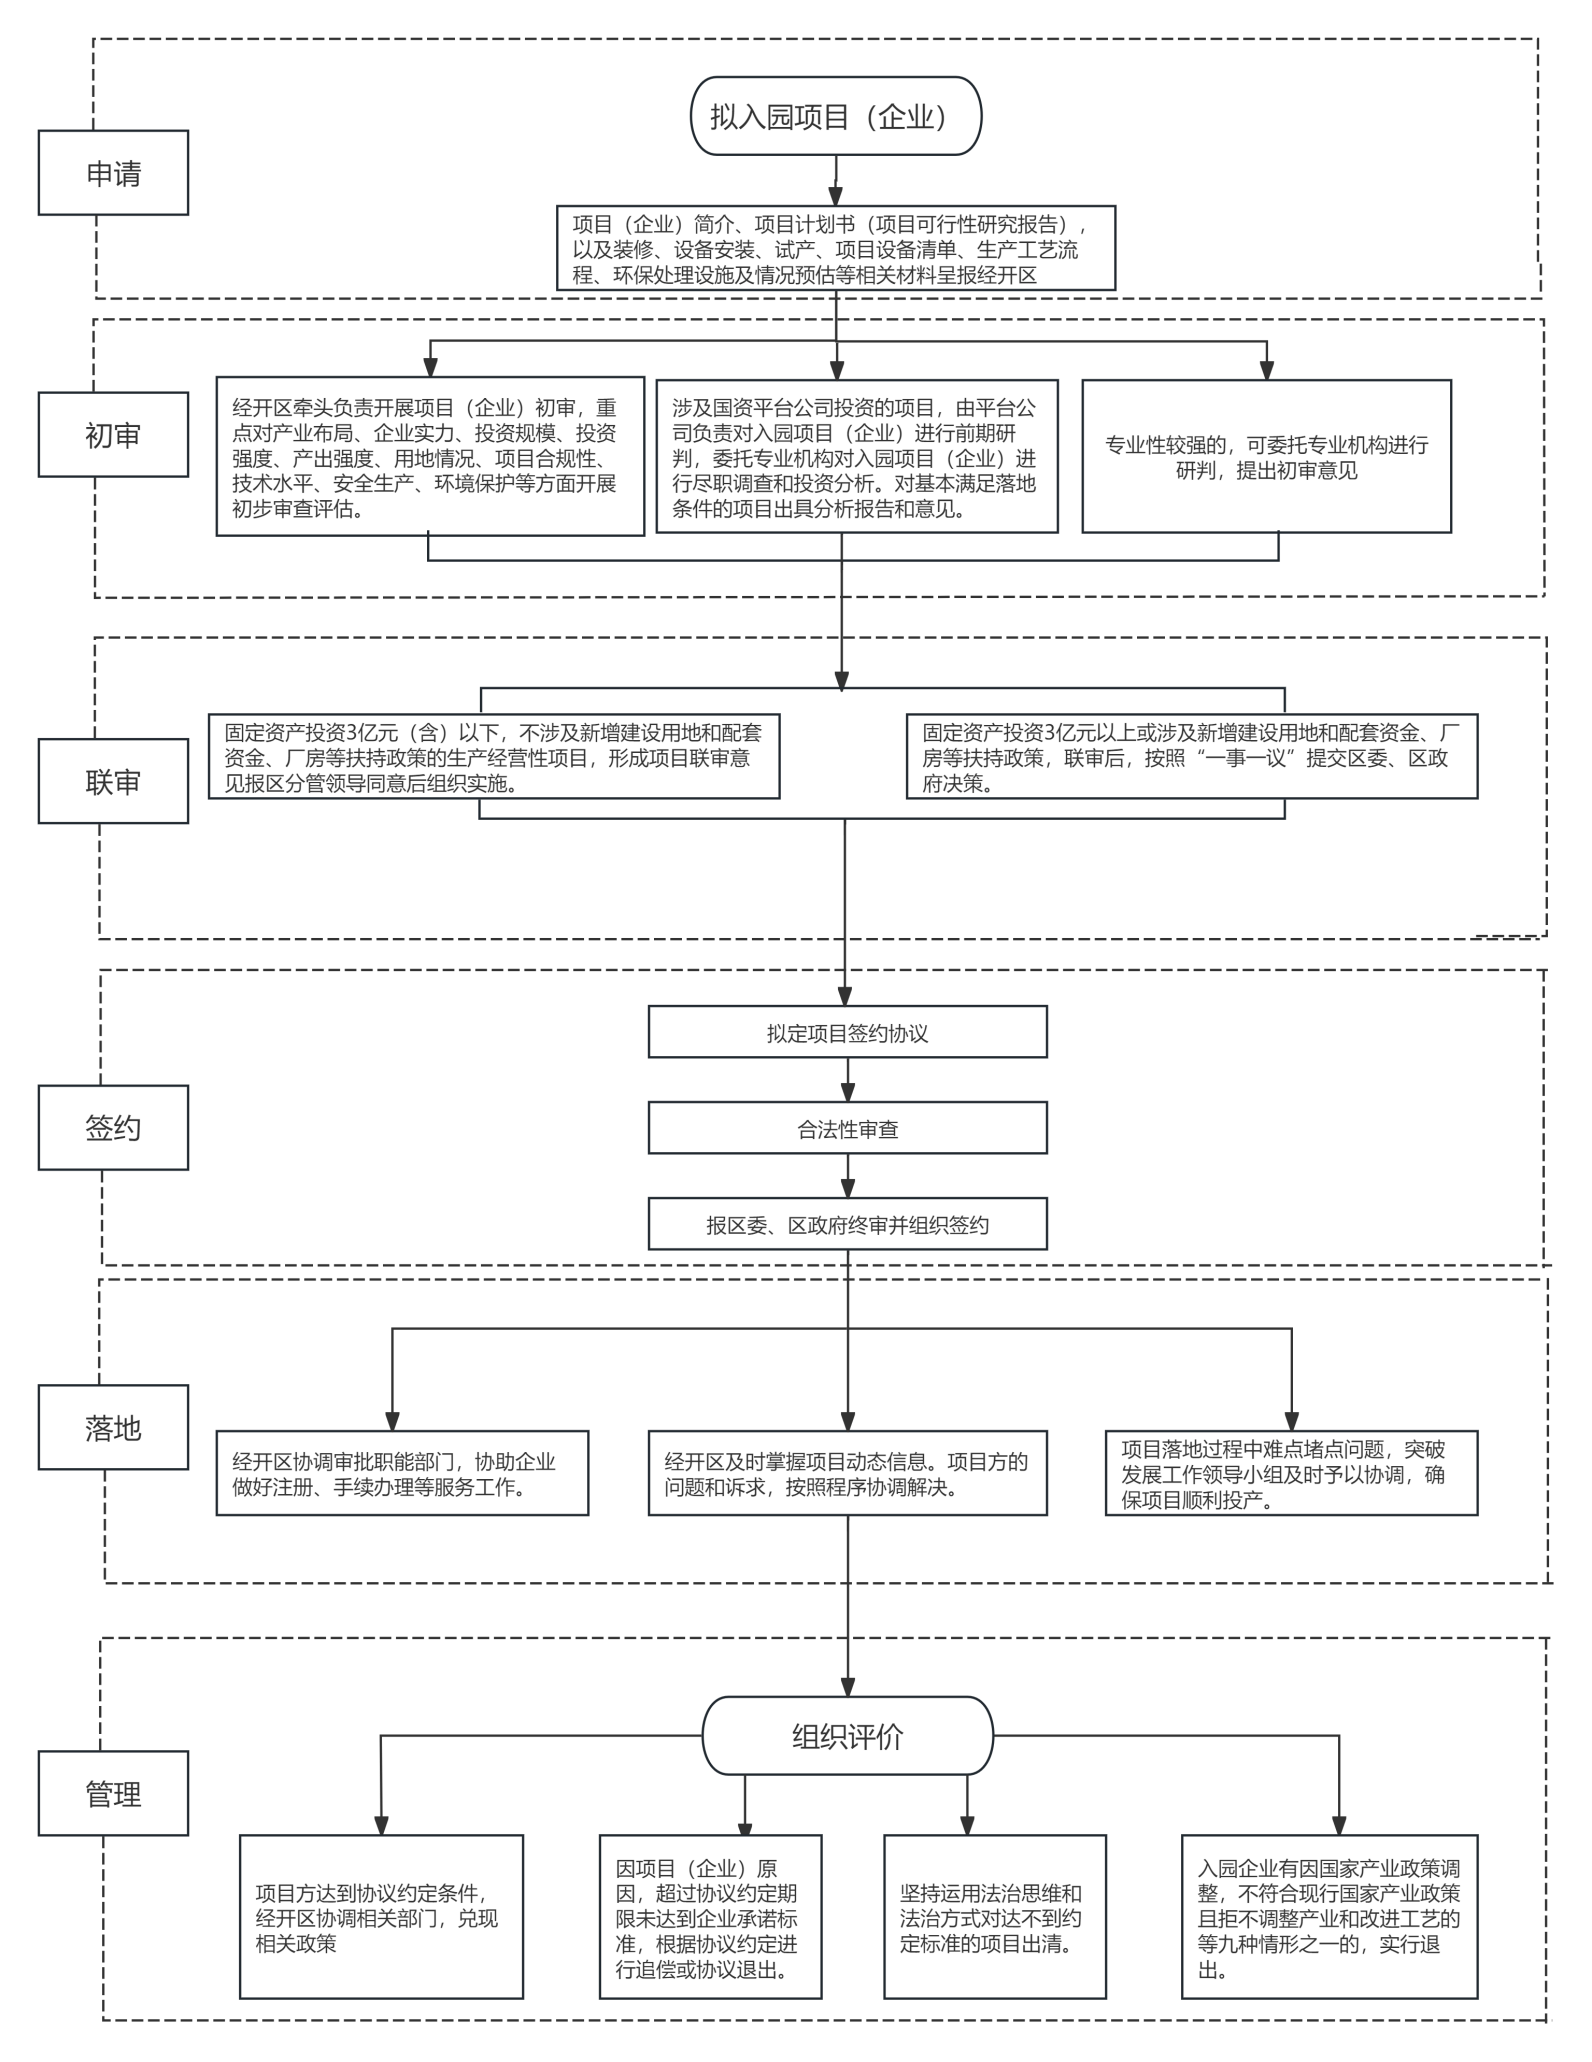 拟入园项目（企业）
申请
项目（企业）简介、项目计划书（项目可行性研究报告），
以及装修、设备安装、试产、项目设备清单、生产工艺流
程、环保处理设施及情况预估等相关材料呈报经开区
初审
经开区牵头负责开展项目（企业）初审，重
点对产业布局、企业实力、投资规模、投资
强度、产出强度、用地情况、项目合规性、
技术水平、安全生产、环境保护等方面开展
初步审查评估。
涉及国资平台公司投资的项目，由平台公
司负责对入园项目（企业）进行前期研
判，委托专业机构对入园项目（企业）进
行尽职调查和投资分析。对基本满足落地
条件的项目出具分析报告和意见。
专业性较强的，可委托专业机构进行
研判，提出初审意见
联审
固定资产投资3亿元（含）以下，不涉及新增建设用地和配套
资金、厂房等扶持政策的生产经营性项目，形成项目联审意
见报区分管领导同意后组织实施。
固定资产投资3亿元以上或涉及新增建设用地和配套资金、厂
房等扶持政策，联审后，按照“一事一议”提交区委、区政
府决策。
签约
拟定项目签约协议
合法性审查
报区委、区政府终审并组织签约
落地
经开区协调审批职能部门，协助企业
做好注册、手续办理等服务工作。
经开区及时掌握项目动态信息。项目方的
问题和诉求，按照程序协调解决。
项目落地过程中难点堵点问题，突破
发展工作领导小组及时予以协调，确
保项目顺利投产。
管理
组织评价
项目方达到协议约定条件，
经开区协调相关部门，兑现
相关政策
因项目（企业）原
因，超过协议约定期
限未达到企业承诺标
准，根据协议约定进
行追偿或协议退出。
坚持运用法治思维和
法治方式对达不到约
定标准的项目出清。
入园企业有因国家产业政策调
整，不符合现行国家产业政策
且拒不调整产业和改进工艺的
等九种情形之一的，实行退
出。